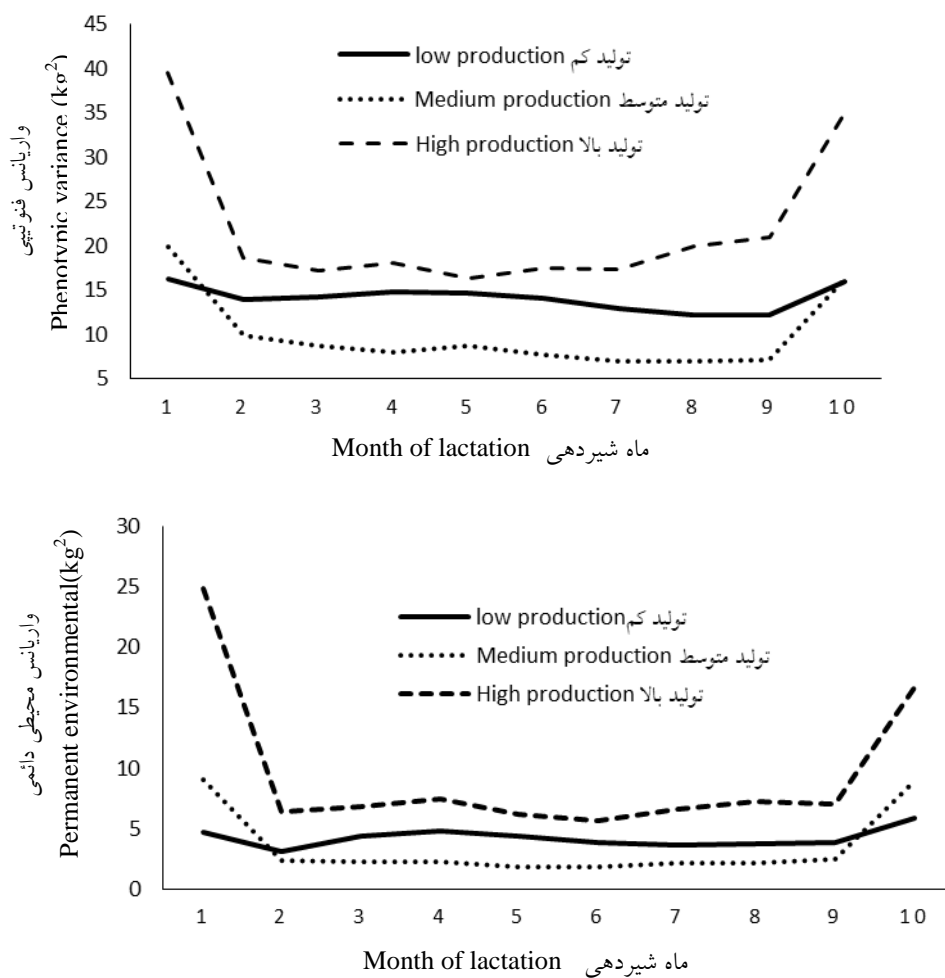 45
40
35
30
25
20
15
10
5
واریانس فنوتیپی
Phenotypic variance (kg²)
low production تولید کم
Medium production تولید متوسط
High production تولید بالا
1 2 3 4 5 6 7 8 9 10
Month of lactation ماه شیردهی
30
25
20
15
10
5
0
واریانس محیطی دائمی
Permanent environmental(kg²)
low production تولید کم
Medium production تولید متوسط
High production تولید بالا
1 2 3 4 5 6 7 8 9 10
Month of lactation ماه شیردهی